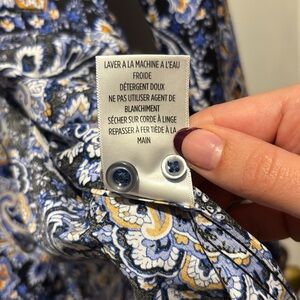 LAVER A LA MACHINE A L'EAU
FROIDE
DÉTERGENT DOUX
NE PAS UTILISER AGENT DE
BLANCHIMENT
SÉCHER SUR CORDE À LINGE
REPASSER À FER TIÈDE À LA
MAIN